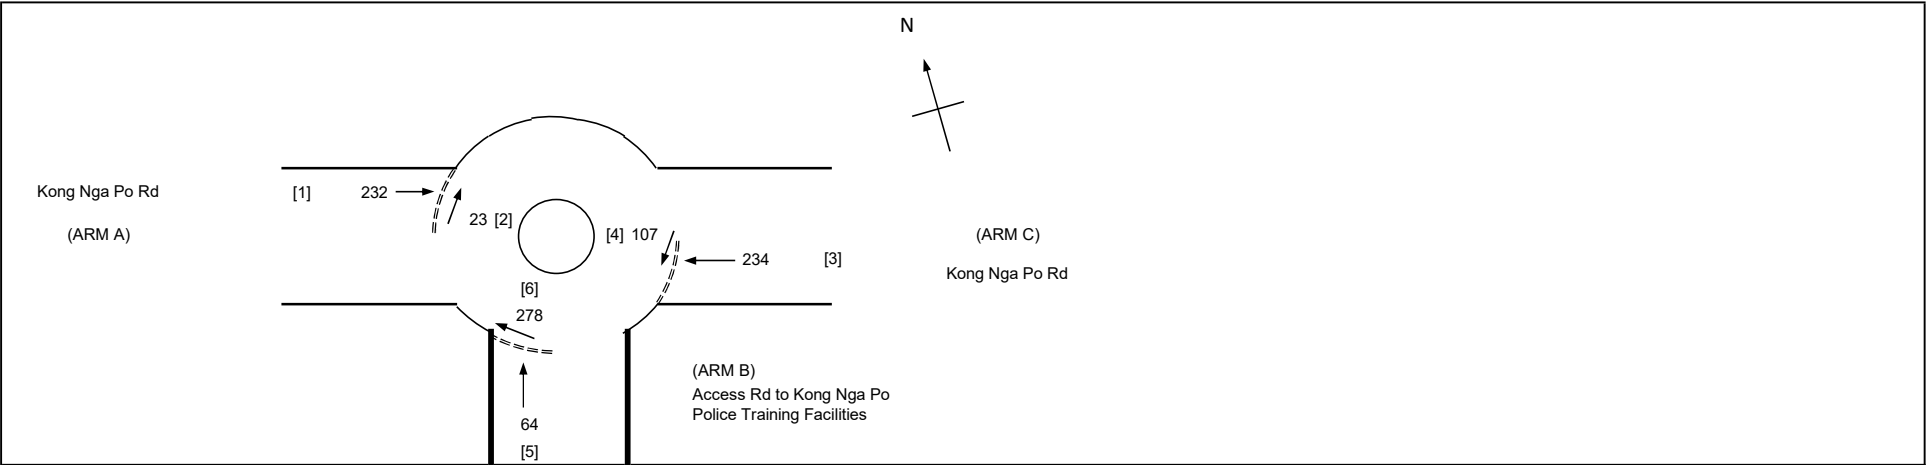 N
Kong Nga Po Rd
[1] 232
23 [2]
[4] 107
(ARM A)
(ARM C)
234 [3]
Kong Nga Po Rd
[6]
278
(ARM B)
Access Rd to Kong Nga Po
Police Training Facilities
64
[5]